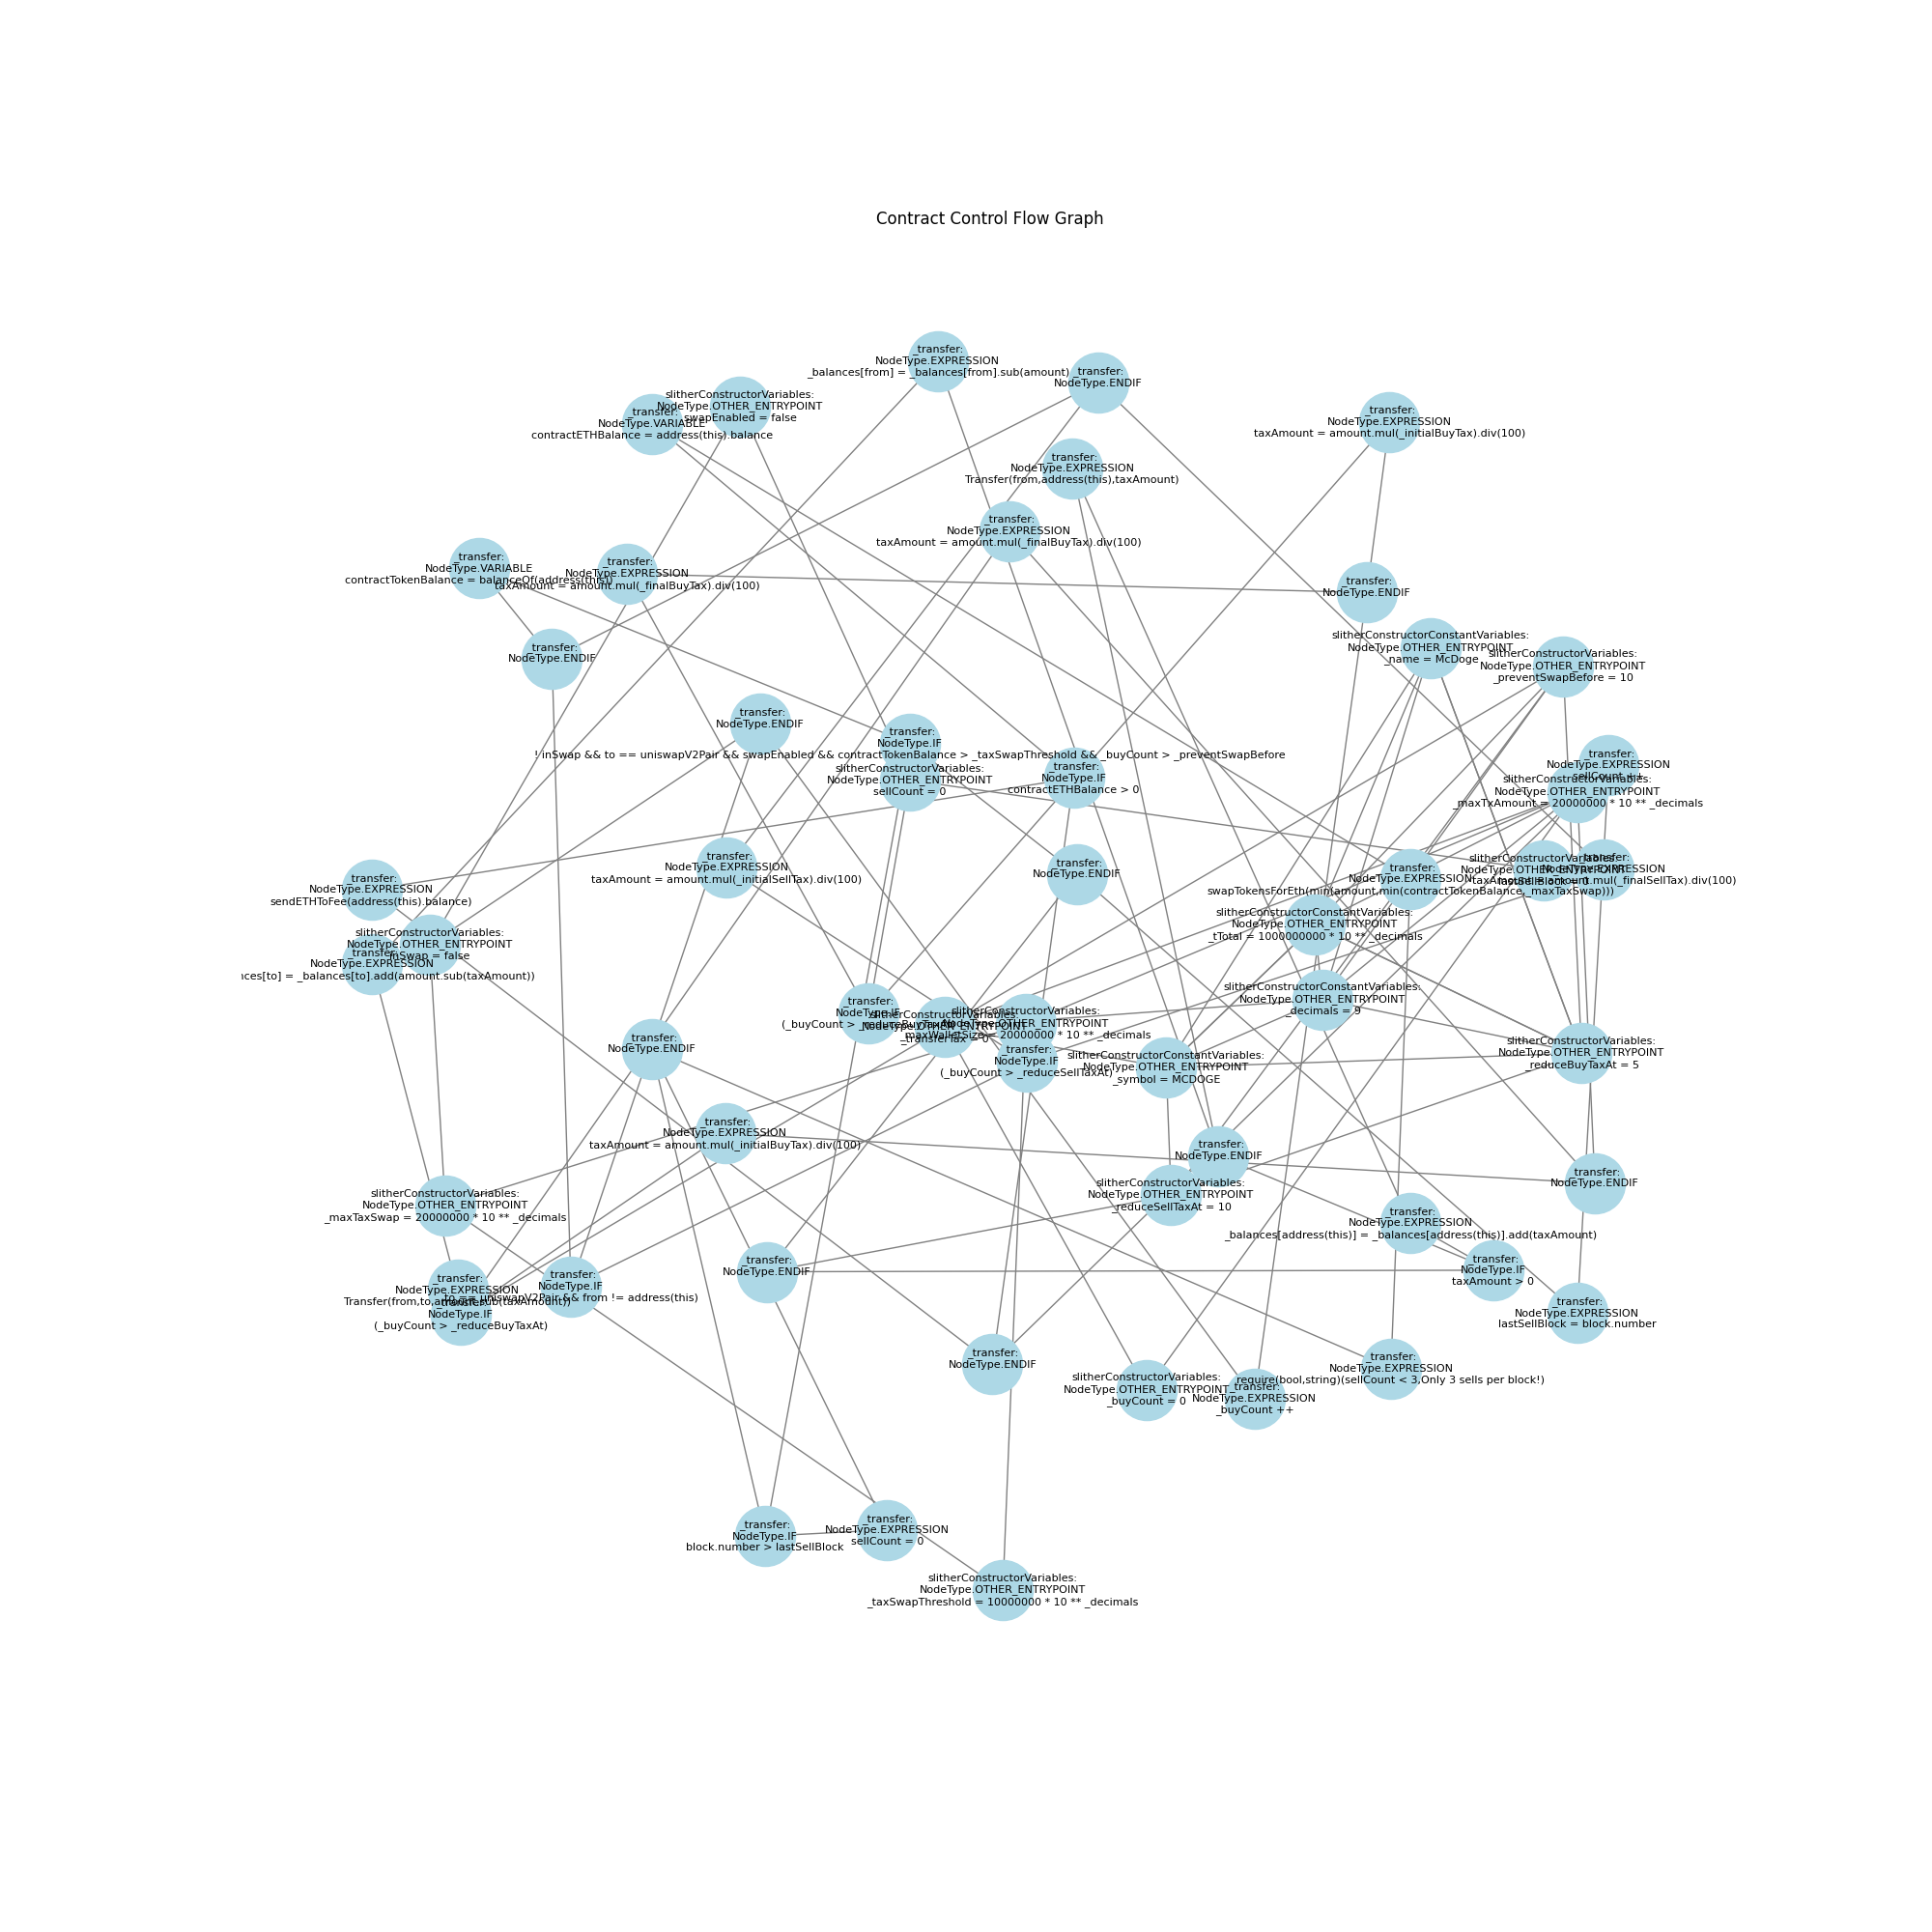 Contract Control Flow Graph
_transfer:
NodeType.EXPRESSION
_balances[from] = _balances[from].sub(amount)
_transfer:
NodeType.ENDIF
slitherConstructorVariables:
NodeType.OTHER_ENTRYPOINT
swapEnabled = false
_transfer:
NodeType.VARIABLE
contractETHBalance = address(this).balance
_transfer:
NodeType.EXPRESSION
taxAmount = amount.mul(_initialBuyTax).div(100)
_transfer:
NodeType.EXPRESSION
Transfer(from,address(this),taxAmount)
_transfer:
NodeType.EXPRESSION
taxAmount = amount.mul(_finalBuyTax).div(100)
_transfer:
NodeType.VARIABLE
contractTokenBalance = balanceOf(address(this))
_transfer:
NodeType.EXPRESSION
taxAmount = amount.mul(_finalBuyTax).div(100)
_transfer:
NodeType.ENDIF
_transfer:
NodeType.ENDIF
slitherConstructorConstantVariables:
NodeType.OTHER_ENTRYPOINT
_name = McDoge
slitherConstructorVariables:
NodeType.OTHER_ENTRYPOINT
_preventSwapBefore = 10
_transfer:
NodeType.ENDIF
_transfer:
NodeType.IF
! inSwap && to == uniswapV2Pair && swapEnabled && contractTokenBalance > _taxSwapThreshold && _buyCount > _preventSwapBefore
slitherConstructorVariables:
NodeType.OTHER_ENTRYPOINT
sellCount = 0
_transfer:
NodeType.IF
contractETHBalance > 0
_transfer:
NodeType.EXPRESSION
sellCount ++
slitherConstructorVariables:
NodeType.OTHER_ENTRYPOINT
_maxTxAmount = 20000000 * 10 ** _decimals
_transfer:
NodeType.EXPRESSION
taxAmount = amount.mul(_initialSellTax).div(100)
_transfer:
NodeType.ENDIF
_transfer:
NodeType.EXPRESSION
swapTokensForEth(min(amount,min(contractTokenBalance,_maxTaxSwap)))
slitherConstructorVariables:
NodeType.OTHER_ENTRYPOINT
lastSellBlock = 0
_transfer:
NodeType.EXPRESSION
taxAmount = amount.mul(_finalSellTax).div(100)
_transfer:
NodeType.EXPRESSION
sendETHToFee(address(this).balance)
slitherConstructorVariables:
NodeType.OTHER_ENTRYPOINT
inSwap = false
_transfer:
NodeType.EXPRESSION
_balances[to].add(amount.sub(taxAmount))
slitherConstructorConstantVariables:
NodeType.OTHER_ENTRYPOINT
_tTotal = 1000000000 * 10 ** _decimals
slitherConstructorConstantVariables:
NodeType.OTHER_ENTRYPOINT
_decimals = 9
_transfer:
NodeType.IF
(_buyCount > _reduceBuyTaxAt)
slitherConstructorVariables:
NodeType.OTHER_ENTRYPOINT
_transferTax = 0
slitherConstructorVariables:
NodeType.OTHER_ENTRYPOINT
_maxWalletSize = 20000000 * 10 ** _decimals
_transfer:
NodeType.IF
(_buyCount > _reduceSellTaxAt)
_transfer:
NodeType.ENDIF
slitherConstructorConstantVariables:
NodeType.OTHER_ENTRYPOINT
_symbol = MCDOGE
slitherConstructorVariables:
NodeType.OTHER_ENTRYPOINT
_reduceBuyTaxAt = 5
_transfer:
NodeType.EXPRESSION
taxAmount = amount.mul(_initialBuyTax).div(100)
_transfer:
NodeType.ENDIF
_transfer:
NodeType.ENDIF
slitherConstructorVariables:
NodeType.OTHER_ENTRYPOINT
_reduceSellTaxAt = 10
slitherConstructorVariables:
NodeType.OTHER_ENTRYPOINT
_maxTaxSwap = 20000000 * 10 ** _decimals
_transfer:
NodeType.EXPRESSION
_balances[address(this)] = _balances[address(this)].add(taxAmount)
_transfer:
NodeType.ENDIF
_transfer:
NodeType.IF
taxAmount > 0
_transfer:
NodeType.EXPRESSION
Transfer(from,to,amount.sub(taxAmount))
_transfer:
NodeType.IF
(_buyCount > _reduceBuyTaxAt)
_transfer:
NodeType.IF
to == uniswapV2Pair && from != address(this)
_transfer:
NodeType.EXPRESSION
lastSellBlock = block.number
_transfer:
NodeType.ENDIF
_transfer:
NodeType.EXPRESSION
require(bool,string)(sellCount < 3,Only 3 sells per block!)
slitherConstructorVariables:
NodeType.OTHER_ENTRYPOINT
_buyCount = 0
_transfer:
NodeType.EXPRESSION
_buyCount ++
_transfer:
NodeType.IF
block.number > lastSellBlock
_transfer:
NodeType.EXPRESSION
sellCount = 0
slitherConstructorVariables:
NodeType.OTHER_ENTRYPOINT
_taxSwapThreshold = 10000000 * 10 ** _decimals